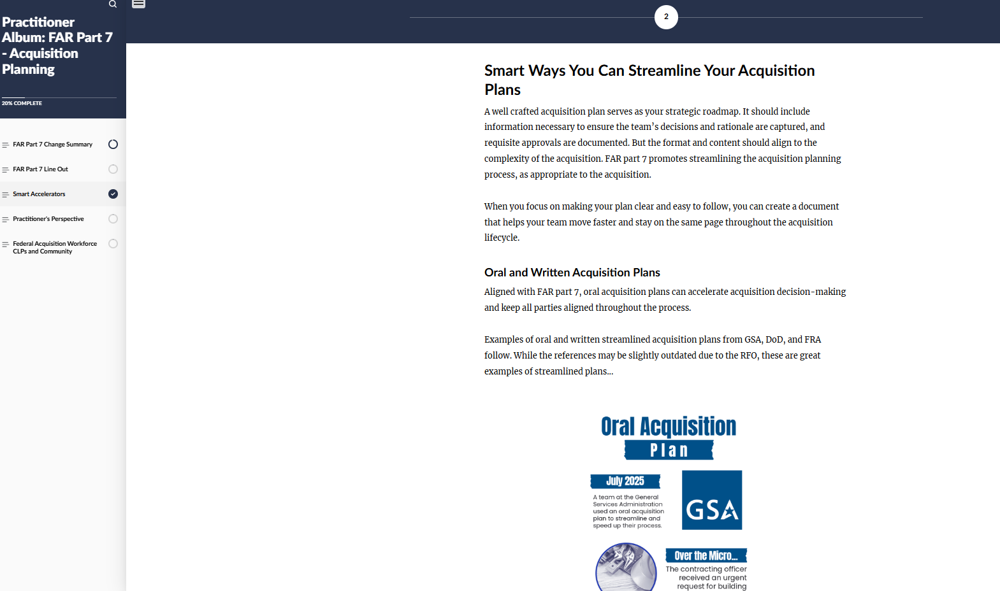 Practitioner
Album: FAR Part 7
- Acquisition
Planning
20% COMPLETE
FAR Part 7 Change Summary
FAR Part 7 Line Out
Smart Accelerators
Practitioner's Perspective
Federal Acquisition Workforce
CLPs and Community
2
Smart Ways You Can Streamline Your Acquisition
Plans
A well crafted acquisition plan serves as your strategic roadmap. It should include
information necessary to ensure the team’s decisions and rationale are captured, and
requisite approvals are documented. But the format and content should align to the
complexity of the acquisition. FAR part 7 promotes streamlining the acquisition planning
process, as appropriate to the acquisition.
When you focus on making your plan clear and easy to follow, you can create a document
that helps your team move faster and stay on the same page throughout the acquisition
lifecycle.
Oral and Written Acquisition Plans
Aligned with FAR part 7, oral acquisition plans can accelerate acquisition decision-making
and keep all parties aligned throughout the process.
Examples of oral and written streamlined acquisition plans from GSA, DoD, and FRA
follow. While the references may be slightly outdated due to the RFO, these are great
examples of streamlined plans...
Oral Acquisition
Plan
July 2025
A team at the General
Services Administration
used an oral acquisition
plan to streamline and
speed up their process.
GSA
Over the Micro...
The contracting officer
received an urgent
request for building